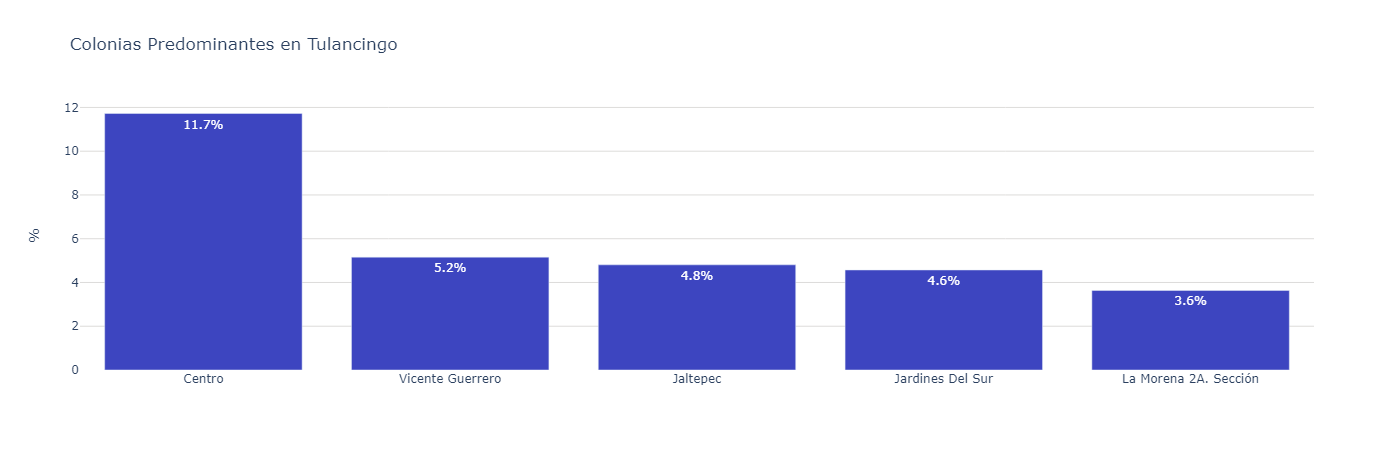 Colonias Predominantes en Tulancingo
%
12
10
8
6
4
2
0
11.7%
5.2%
4.8%
4.6%
3.6%
Centro
Vicente Guerrero
Jaltepec
Jardines Del Sur
La Morena 2A. Sección